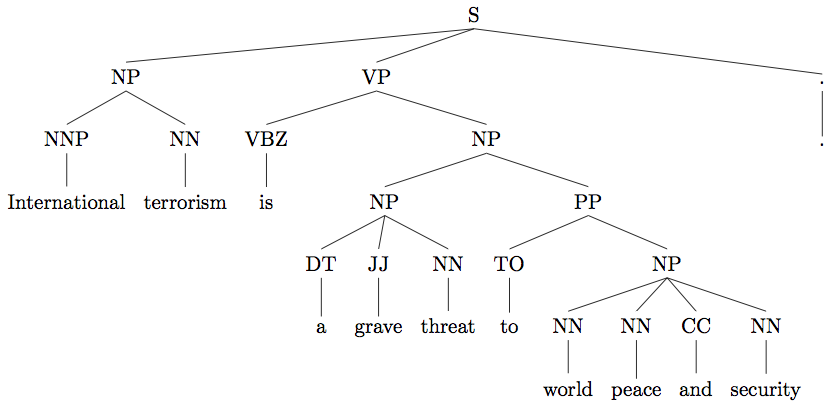 S
NP VP .
NNP NN VBZ NP .
International terrorism is NP PP
DT JJ NN TO NP
a grave threat to NN NN CC NN
world peace and security